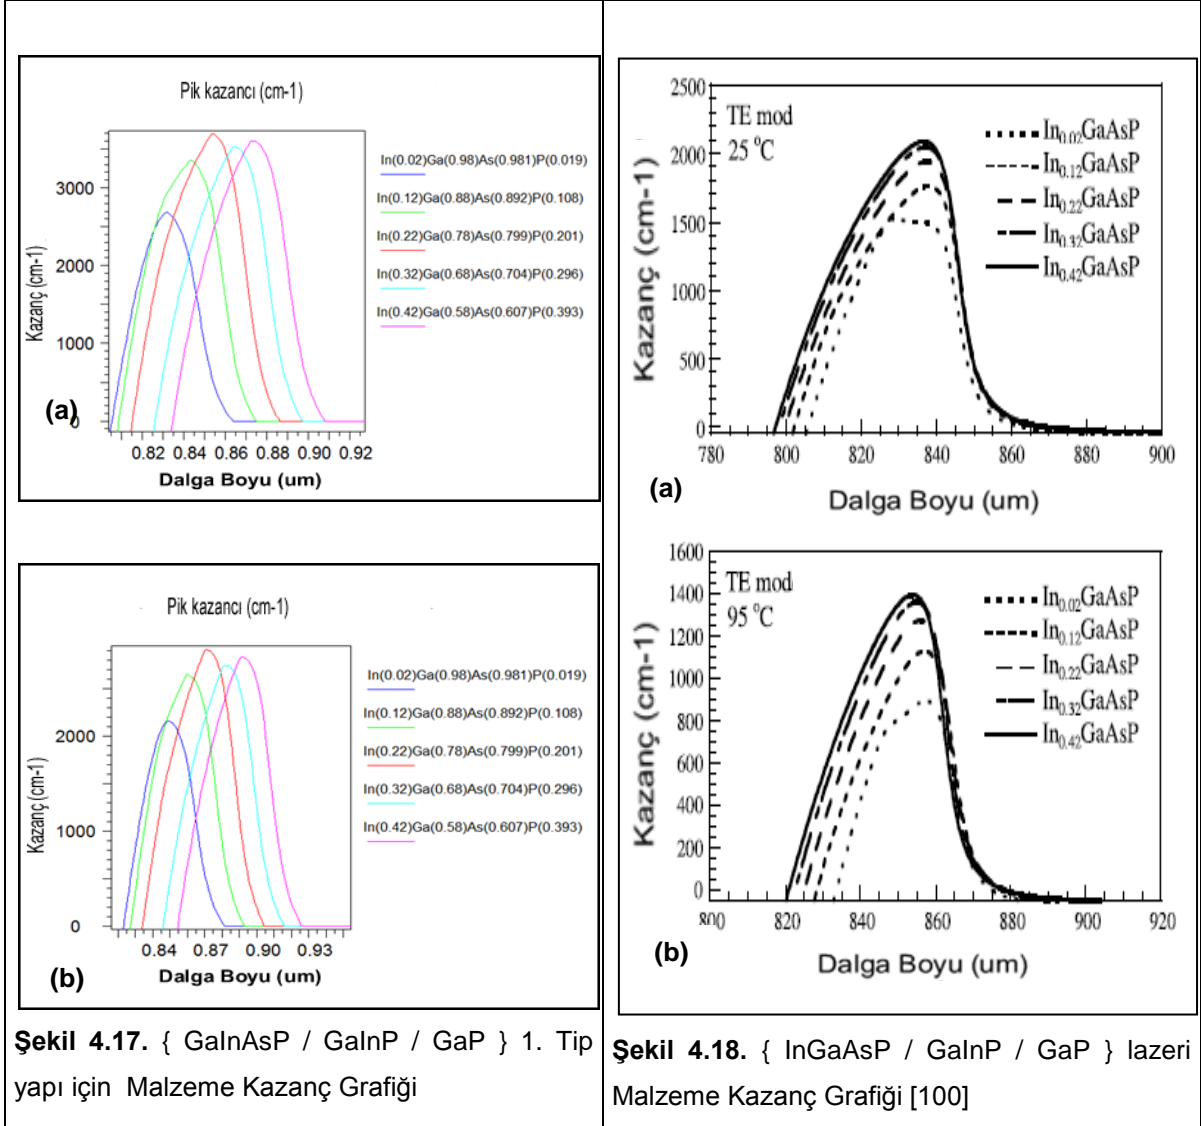 Pik kazancı (cm-1)
Kazanç (cm-1)
3000
2000
1000
0
0.82 0.84 0.86 0.88 0.90 0.92
Dalga Boyu (um)
(a)
In(0.02)Ga(0.98)As(0.981)P(0.019)
In(0.12)Ga(0.88)As(0.892)P(0.108)
In(0.22)Ga(0.78)As(0.799)P(0.201)
In(0.32)Ga(0.68)As(0.704)P(0.296)
In(0.42)Ga(0.58)As(0.607)P(0.393)
Pik kazancı (cm-1)
Kazanç (cm-1)
2000
1000
0
0.84 0.87 0.90 0.93
Dalga Boyu (um)
(b)
In(0.02)Ga(0.98)As(0.981)P(0.019)
In(0.12)Ga(0.88)As(0.892)P(0.108)
In(0.22)Ga(0.78)As(0.799)P(0.201)
In(0.32)Ga(0.68)As(0.704)P(0.296)
In(0.42)Ga(0.58)As(0.607)P(0.393)
Şekil 4.17. { GaInAsP / GaInP / GaP } 1. Tip
yapı için Malzeme Kazanç Grafiği
TE mod
25 °C
Kazanç (cm-1)
2500
2000
1500
1000
500
0
780 800 820 840 860 880 900
Dalga Boyu (um)
(a)
In0.02GaAsP
In0.12GaAsP
In0.22GaAsP
In0.32GaAsP
In0.42GaAsP
TE mod
95 °C
Kazanç (cm-1)
1600
1400
1200
1000
800
600
400
200
0
800 820 840 860 880 900 920
Dalga Boyu (um)
(b)
In0.02GaAsP
In0.12GaAsP
In0.22GaAsP
In0.32GaAsP
In0.42GaAsP
Şekil 4.18. { InGaAsP / GaInP / GaP } lazeri
Malzeme Kazanç Grafiği [100]